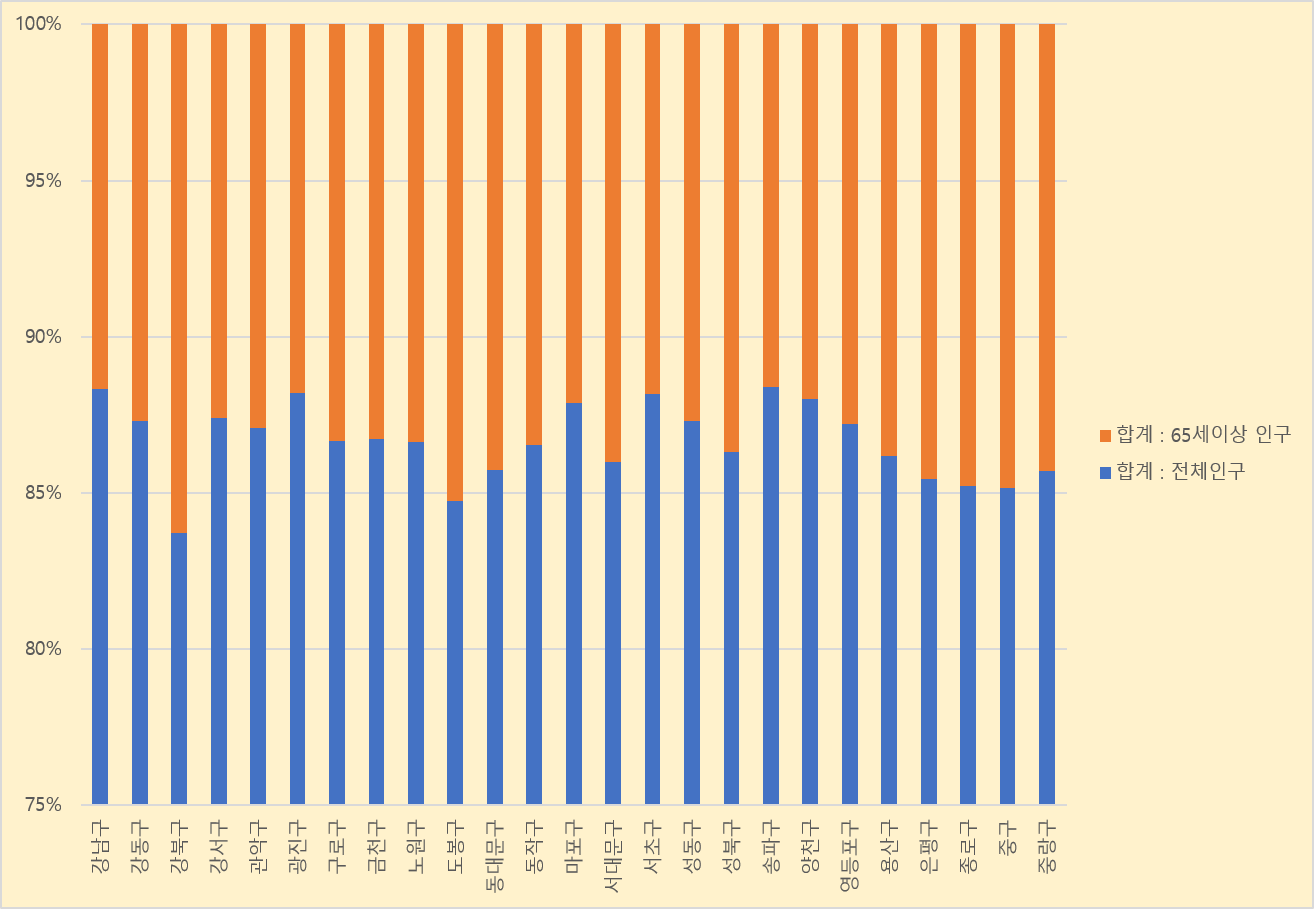 100%
95%
90%
85%
80%
75%
강남구
강동구
강북구
강서구
관악구
광진구
구로구
금천구
노원구
도봉구
동대문구
동작구
마포구
서대문구
서초구
성동구
성북구
송파구
양천구
영등포구
용산구
은평구
종로구
중구
중랑구
합계 : 65세이상 인구
합계 : 전체인구